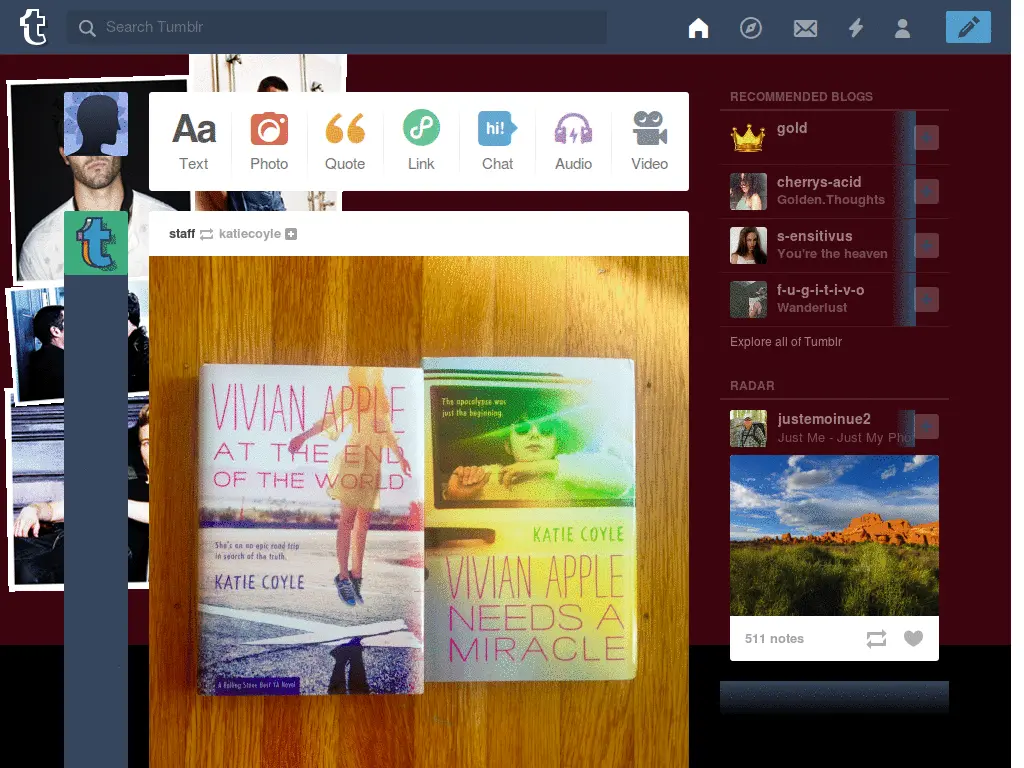 t
Search Tumblr
Aa
Text
Photo
Quote
Link
hi!
Chat
Audio
Video
staff katiecoyle
t
VIVIAN APPLE
AT THE END
OF THE WORLD
She's on an epic road trip
in search of the truth.
KATIE COYLE
A Rolling Stone Best YA Novel
The apocalypse was
just the beginning.
KATIE COYLE
VIVIAN APPLE
NEEDS A
MIRACLE
RECOMMENDED BLOGS
gold
cherrys-acid
Golden.Thoughts
s-ensitivus
You're the heaven
f-u-g-i-t-i-v-o
Wanderlust
Explore all of Tumblr
RADAR
justemoinue2
Just Me - Just My Pho
511 notes